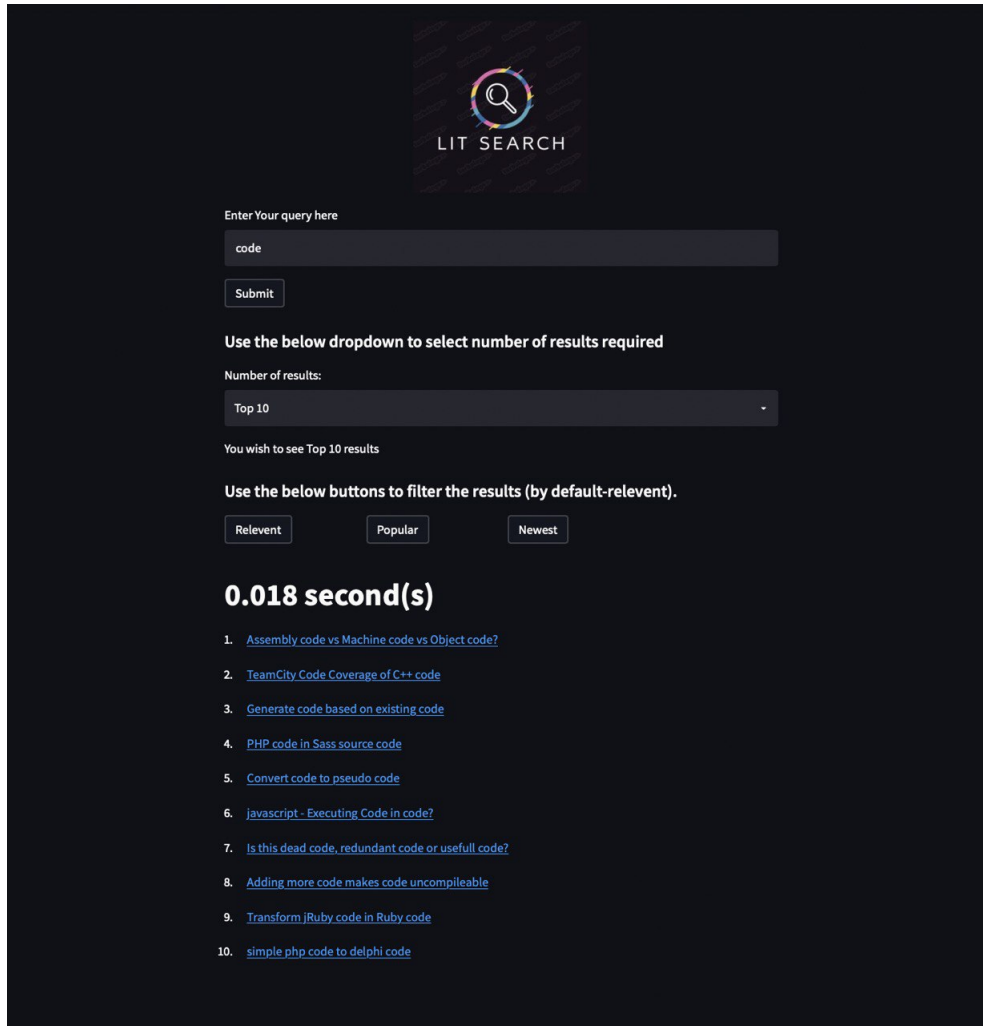 LIT SEARCH
Enter Your query here
code
Submit
Use the below dropdown to select number of results required
Number of results:
Top 10
You wish to see Top 10 results
Use the below buttons to filter the results (by default-relevent).
Relevent Popular Newest
0.018 second(s)
1. Assembly code vs Machine code vs Object code?
2. TeamCity Code Coverage of C++ code
3. Generate code based on existing code
4. PHP code in Sass source code
5. Convert code to pseudo code
6. javascript - Executing Code in code?
7. Is this dead code, redundant code or usefull code?
8. Adding more code makes code uncompileable
9. Transform jRuby code in Ruby code
10. simple php code to delphi code